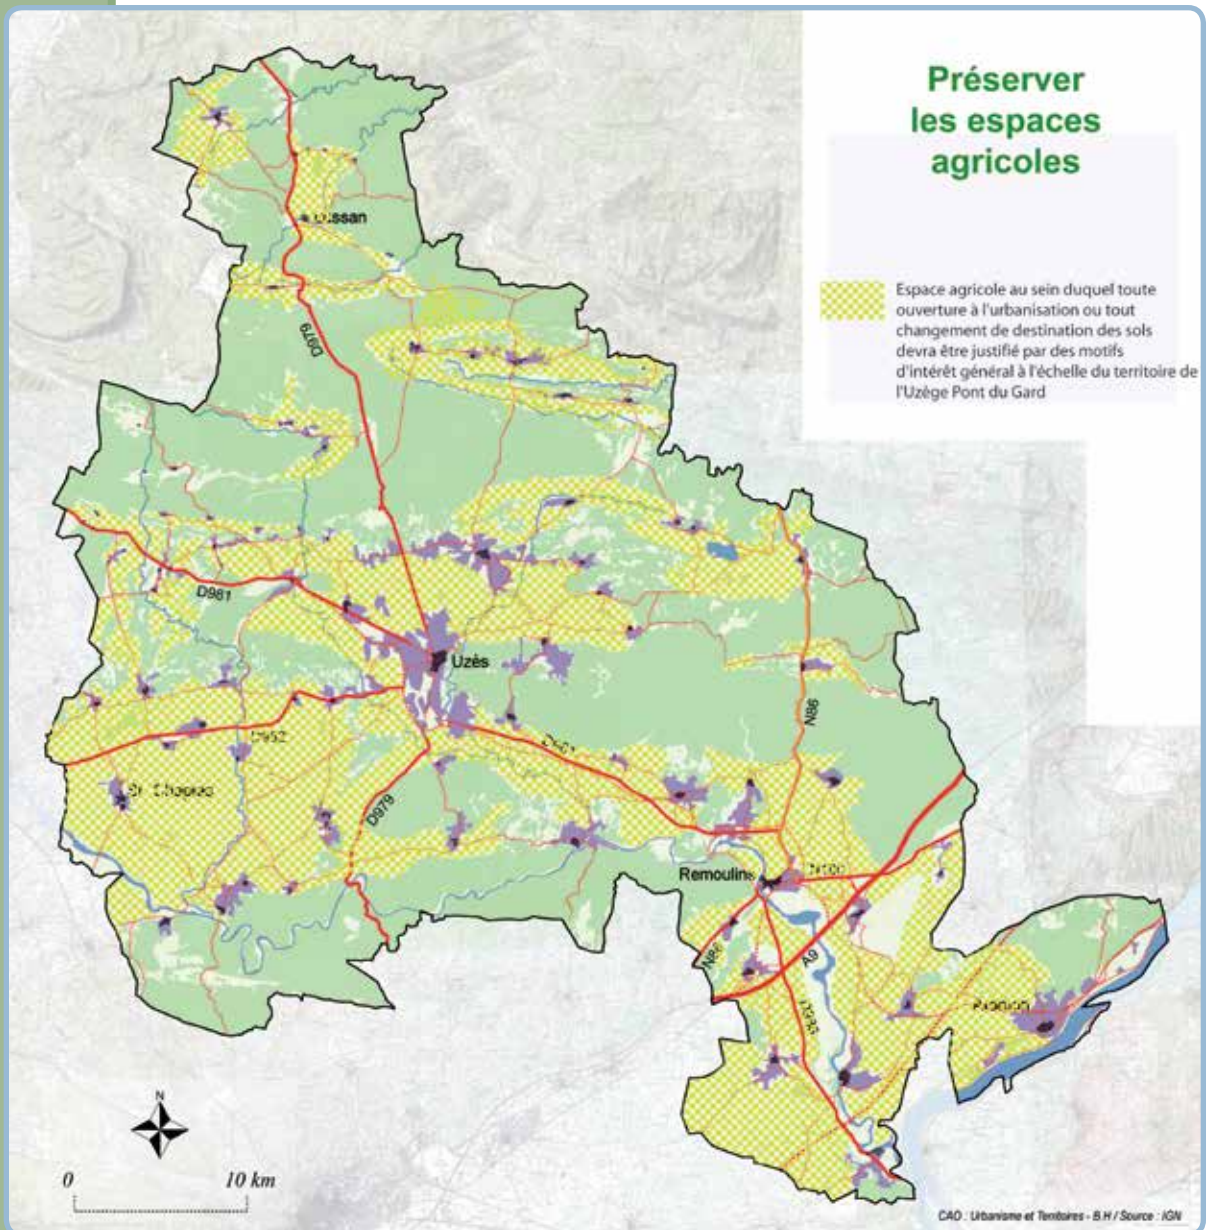 Préserver
les espaces
agricoles
Espace agricole au sein duquel toute
ouverture à l'urbanisation ou tout
changement de destination des sols
devra être justifié par des motifs
d'intérêt général à l'échelle du territoire de
l'Uzège Pont du Gard
D979
D981
Uzès
N86
D979
Remoulins
N86
A9
N
0 10 km
CAO : Urbanisme et Territoires - B.H / Source : IGN